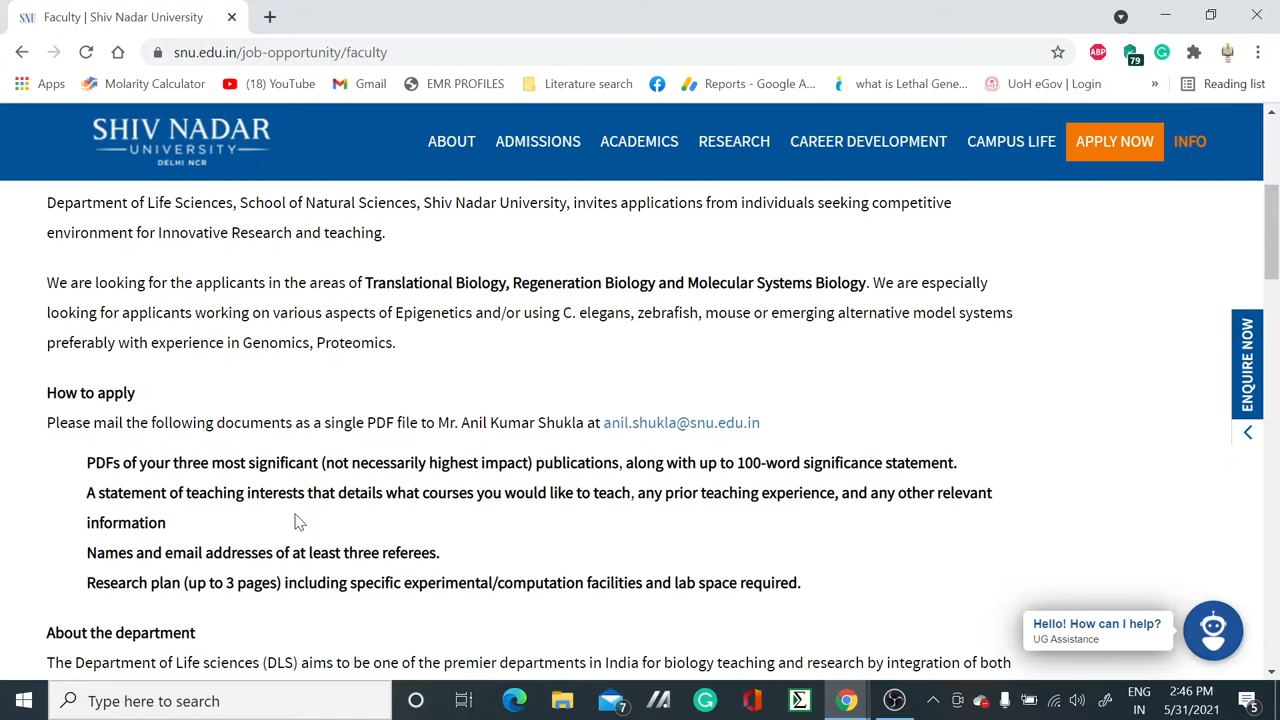 Faculty | Shiv Nadar University
snu.edu.in/job-opportunity/faculty
ABP
79
Apps
Molarity Calculator
(18) YouTube
Gmail
EMR PROFILES
Literature search
Reports - Google A...
what is Lethal Gene...
UoH eGov | Login
»
Reading list
SHIV NADAR
UNIVERSITY
DELHI NCR
ABOUT
ADMISSIONS
ACADEMICS
RESEARCH
CAREER DEVELOPMENT
CAMPUS LIFE
APPLY NOW
INFO
Department of Life Sciences, School of Natural Sciences, Shiv Nadar University, invites applications from individuals seeking competitive
environment for Innovative Research and teaching.
We are looking for the applicants in the areas of Translational Biology, Regeneration Biology and Molecular Systems Biology. We are especially
looking for applicants working on various aspects of Epigenetics and/or using C. elegans, zebrafish, mouse or emerging alternative model systems
preferably with experience in Genomics, Proteomics.
ENQUIRE NOW
How to apply
Please mail the following documents as a single PDF file to Mr. Anil Kumar Shukla at anil.shukla@snu.edu.in
PDFs of your three most significant (not necessarily highest impact) publications, along with up to 100-word significance statement.
A statement of teaching interests that details what courses you would like to teach, any prior teaching experience, and any other relevant
information
Names and email addresses of at least three referees.
Research plan (up to 3 pages) including specific experimental/computation facilities and lab space required.
Hello! How can I help?
UG Assistance
About the department
The Department of Life sciences (DLS) aims to be one of the premier departments in India for biology teaching and research by integration of both
Type here to search
7
ENG
IN
2:46 PM
5/31/2021
5